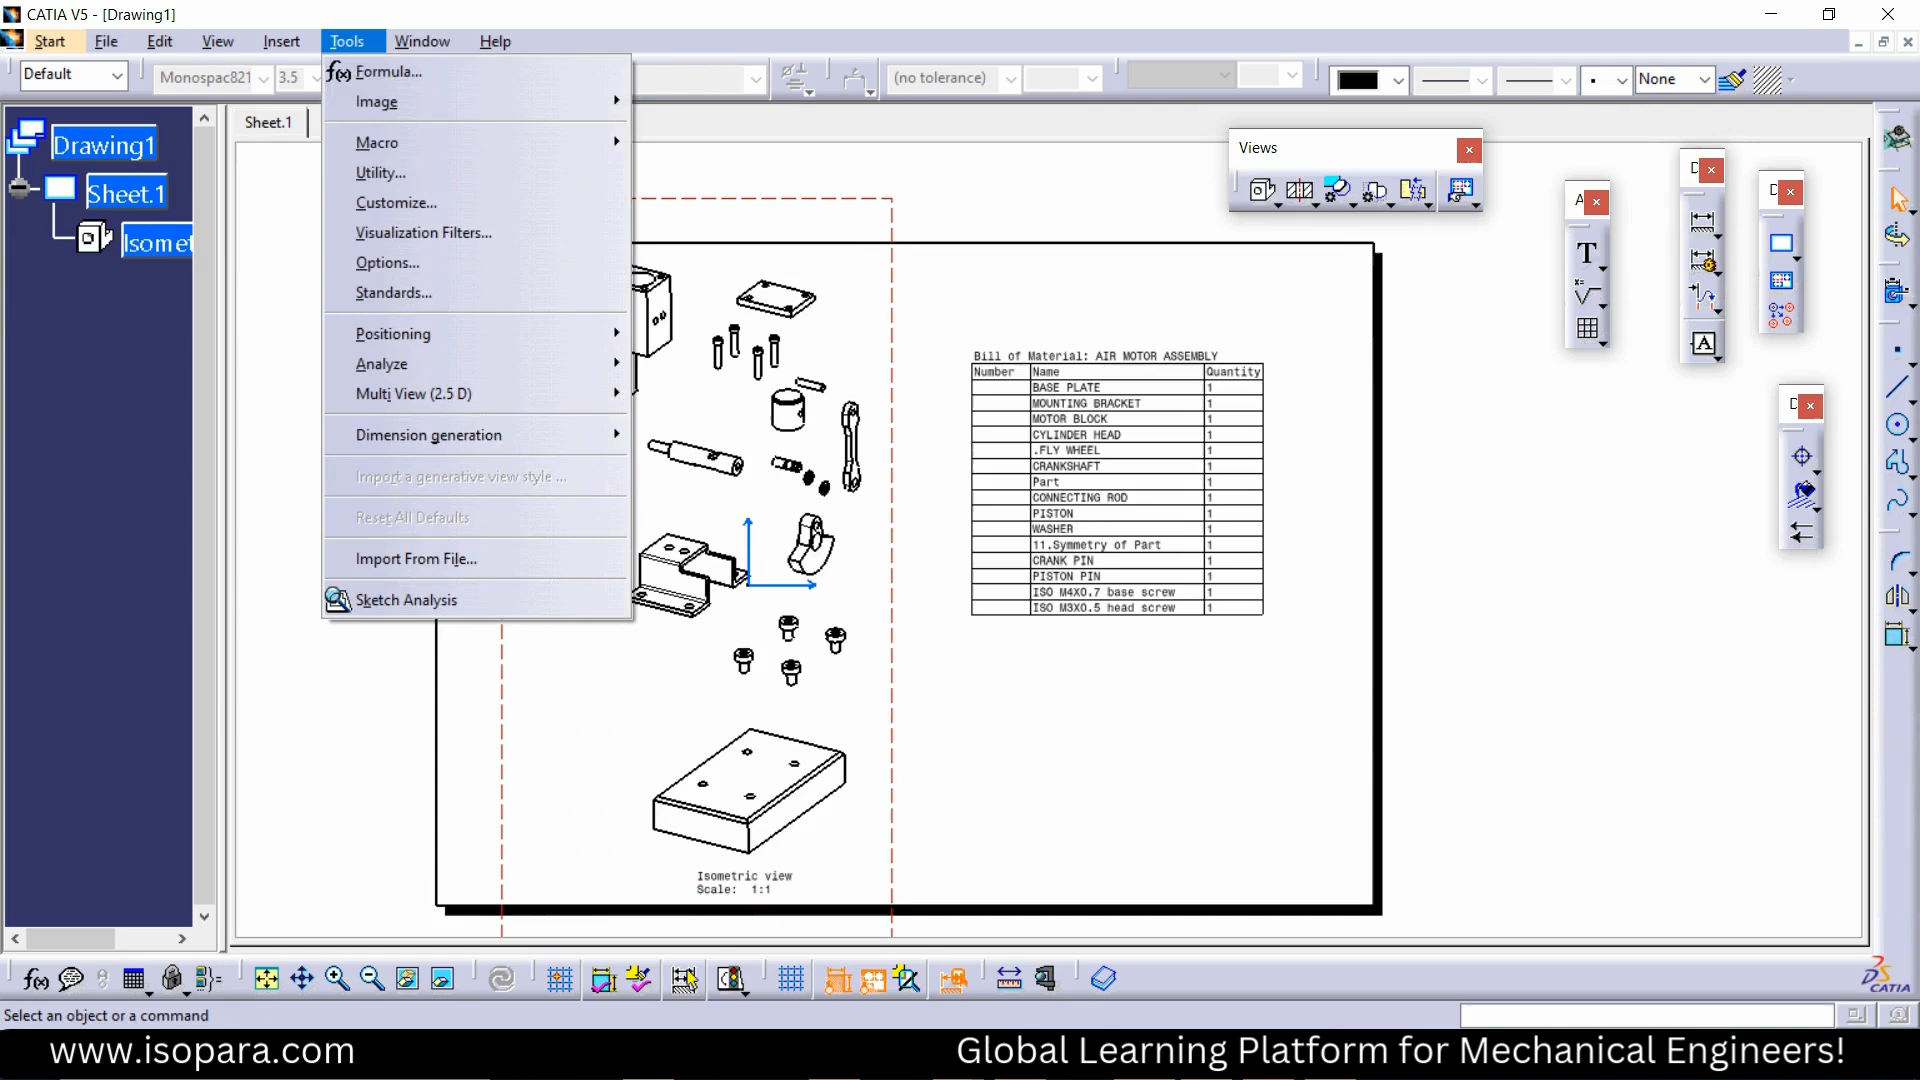 CATIA V5 - [Drawing1]
Start File Edit View Insert Tools Window Help
Default Monospac821 3.5 (no tolerance) None
Formula...
Image
Macro
Utility...
Customize...
Visualization Filters...
Options...
Standards...
Positioning
Analyze
Multi View (2.5 D)
Dimension generation
Import a generative view style ...
Reset All Defaults
Import From File...
Sketch Analysis
Drawing1
Sheet.1
Isomet
Sheet.1
Views
A
D
D
D
Bill of Material: AIR MOTOR ASSEMBLY
Number Name Quantity
BASE PLATE 1
MOUNTING BRACKET 1
MOTOR BLOCK 1
CYLINDER HEAD 1
.FLY WHEEL 1
CRANKSHAFT 1
Part 1
CONNECTING ROD 1
PISTON 1
WASHER 1
11.Symmetry of Part 1
CRANK PIN 1
PISTON PIN 1
ISO M4X0.7 base screw 1
ISO M3X0.5 head screw 1
Isometric view
Scale: 1:1
CATIA
Select an object or a command
www.isopara.com Global Learning Platform for Mechanical Engineers!